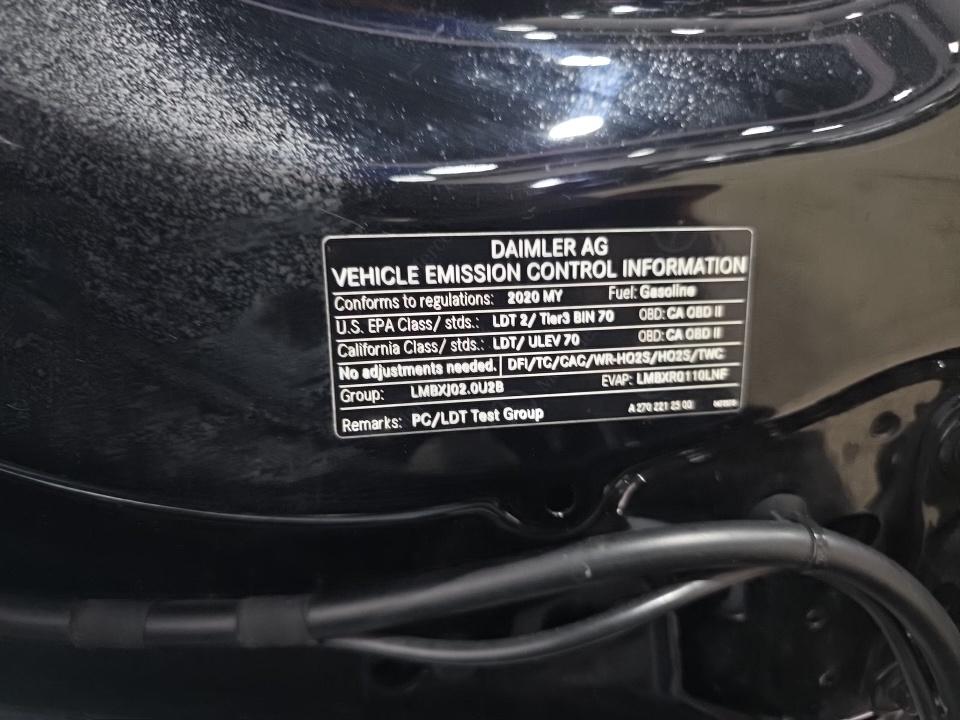 DAIMLER AG
VEHICLE EMISSION CONTROL INFORMATION
Conforms to regulations: 2020 MY Fuel: Gasoline
U.S. EPA Class/ stds.: LDT 2/ Tier3 BIN 70 OBD: CA OBD II
California Class/ stds.: LDT/ ULEV 70 OBD: CA OBD II
No adjustments needed. DFI/TC/CAC/WR-HO2S/HO2S/TWC
Group: LMBXJ02.0U2B EVAP: LMBXR0110LNF
Remarks: PC/LDT Test Group A 270 221 25 00